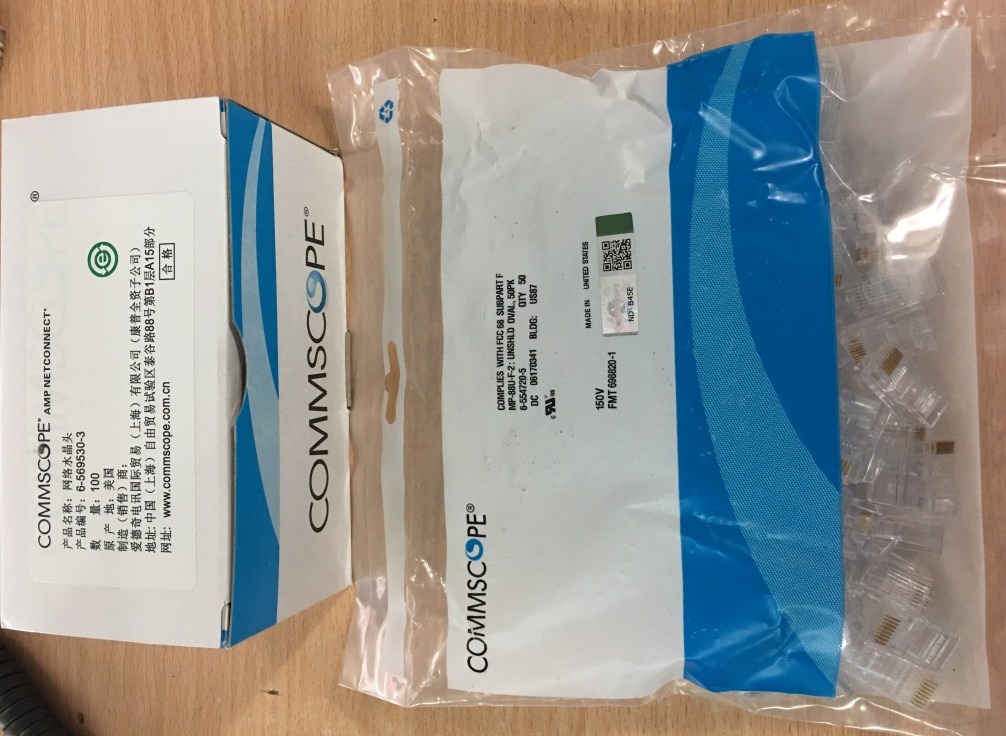 COMMSCOPE® AMP NETCONNECT®
产品名称：网络水晶头
产品编号：6-569530-3
数 量：100
原 产 地：美国
制造（销售）商：
爱德奇电讯国际贸易（上海）有限公司（康普全资子公司）
地址：中国（上海）自由贸易试验区泰谷路88号第B1层A15部分
网址： www.commscope.com.cn
合格
®
e
COMMSCOPE®
COMMSCOPE®
COMPLIES WITH FCC 68 SUBPART F
MP-88U-F-2: UNSHLD OVAL, 50PK
6-554720-5 QTY 50
DC 06170341 BLDG: US87
c RU us
MADE IN UNITED STATES
150V
FMT 698820-1